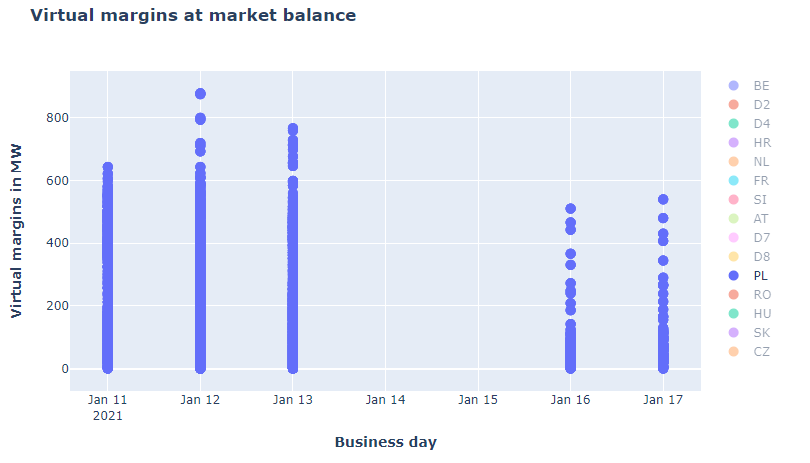 Virtual margins at market balance
Virtual margins in MW
800
600
400
200
0
Jan 11
2021
Jan 12
Jan 13
Jan 14
Jan 15
Jan 16
Jan 17
Business day
BE
D2
D4
HR
NL
FR
SI
AT
D7
D8
PL
RO
HU
SK
CZ